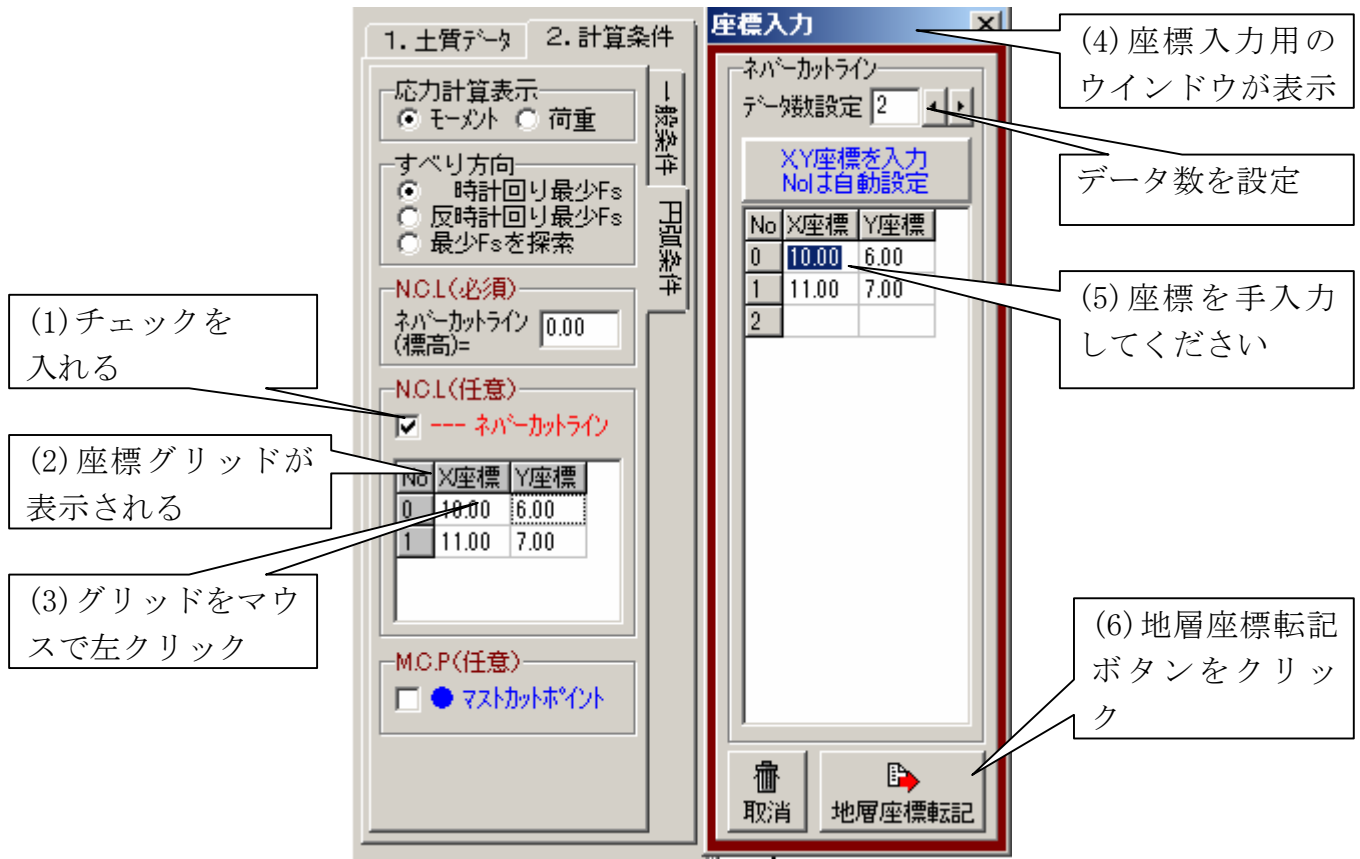 1. 土質ﾃﾞｰﾀ
2. 計算条件
応力計算表示
モーメント
荷重
すべり方向
時計回り最少Fs
反時計回り最少Fs
最少Fsを探索
N.C.L(必須)
ﾈﾊﾞｰｶｯﾄﾗｲﾝ
(標高)=
0.00
N.C.L(任意)
--- ﾈﾊﾞｰｶｯﾄﾗｲﾝ
No X座標 Y座標
0 10.00 6.00
1 11.00 7.00
M.C.P(任意)
ﾏｽﾄｶｯﾄﾎﾟｲﾝﾄ
一般条件
円弧条件
(1)チェックを
入れる
(2)座標グリッドが
表示される
(3)グリッドをマウ
スで左クリック
座標入力
ﾈﾊﾞｰｶｯﾄﾗｲﾝ
ﾃﾞｰﾀ数設定 2
XY座標を入力
Noは自動設定
No X座標 Y座標
0 10.00 6.00
1 11.00 7.00
2
取消
地層座標転記
(4)座標入力用の
ウインドウが表示
データ数を設定
(5)座標を手入力
してください
(6)地層座標転記
ボタンをクリッ
ク